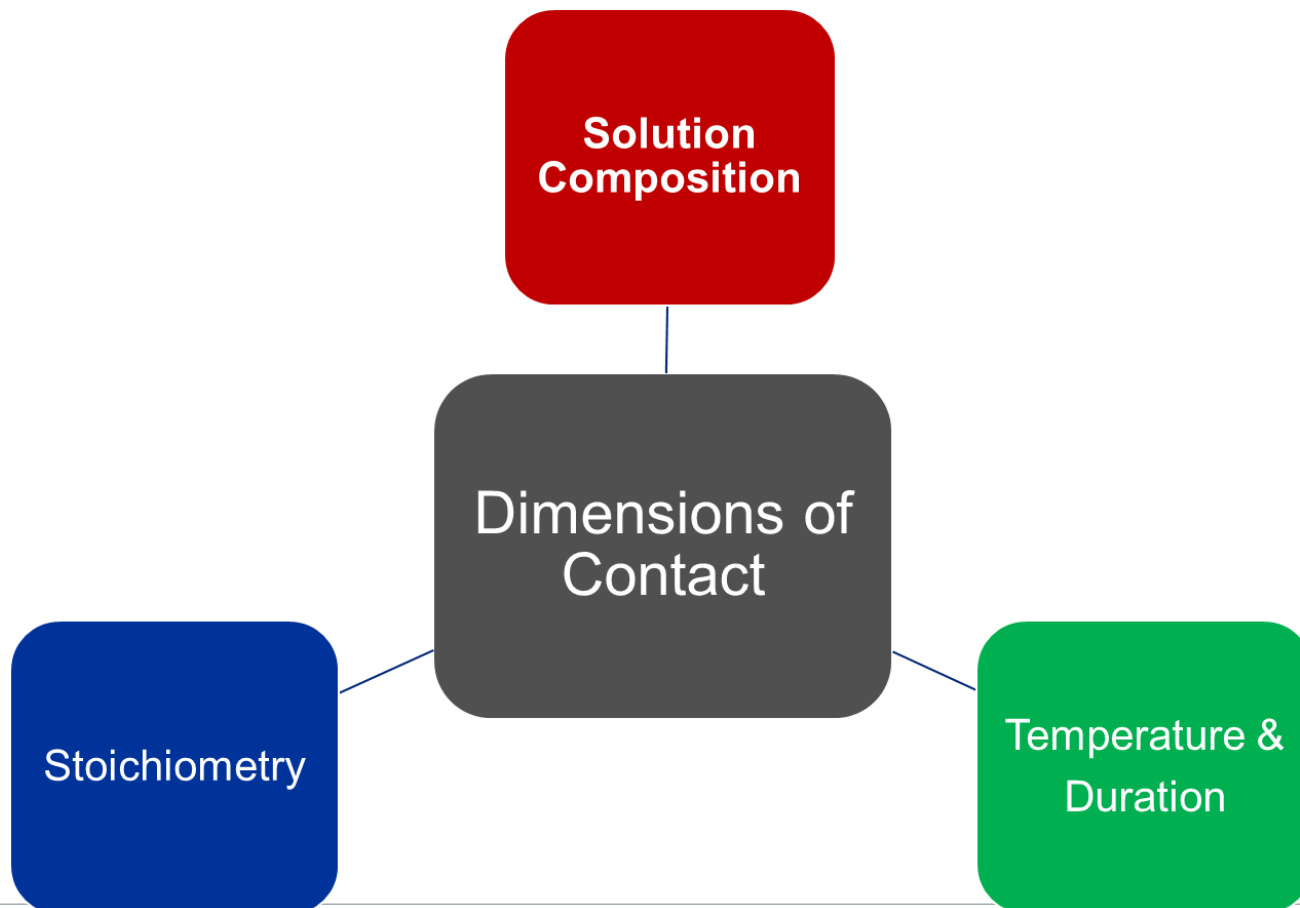 Solution
Composition
Dimensions of
Contact
Stoichiometry
Temperature &
Duration